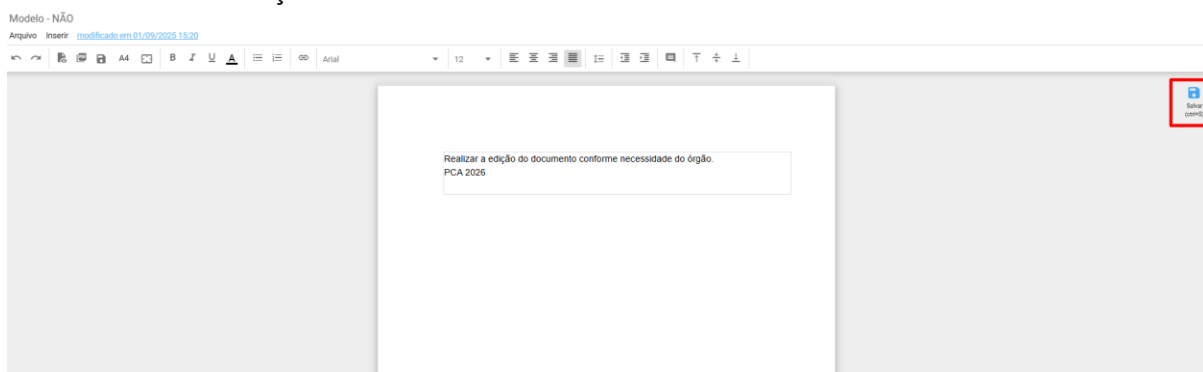 Modelo - NÃO
Arquivo Inserir modificado em 01/09/2025 15:20
A4 B I U A Arial 12
Salvar
(ctrl+S)
Realizar a edição do documento conforme necessidade do órgão.
PCA 2026